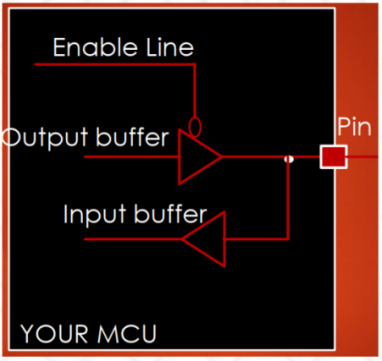 Enable Line
Output buffer
Pin
Input buffer
YOUR MCU